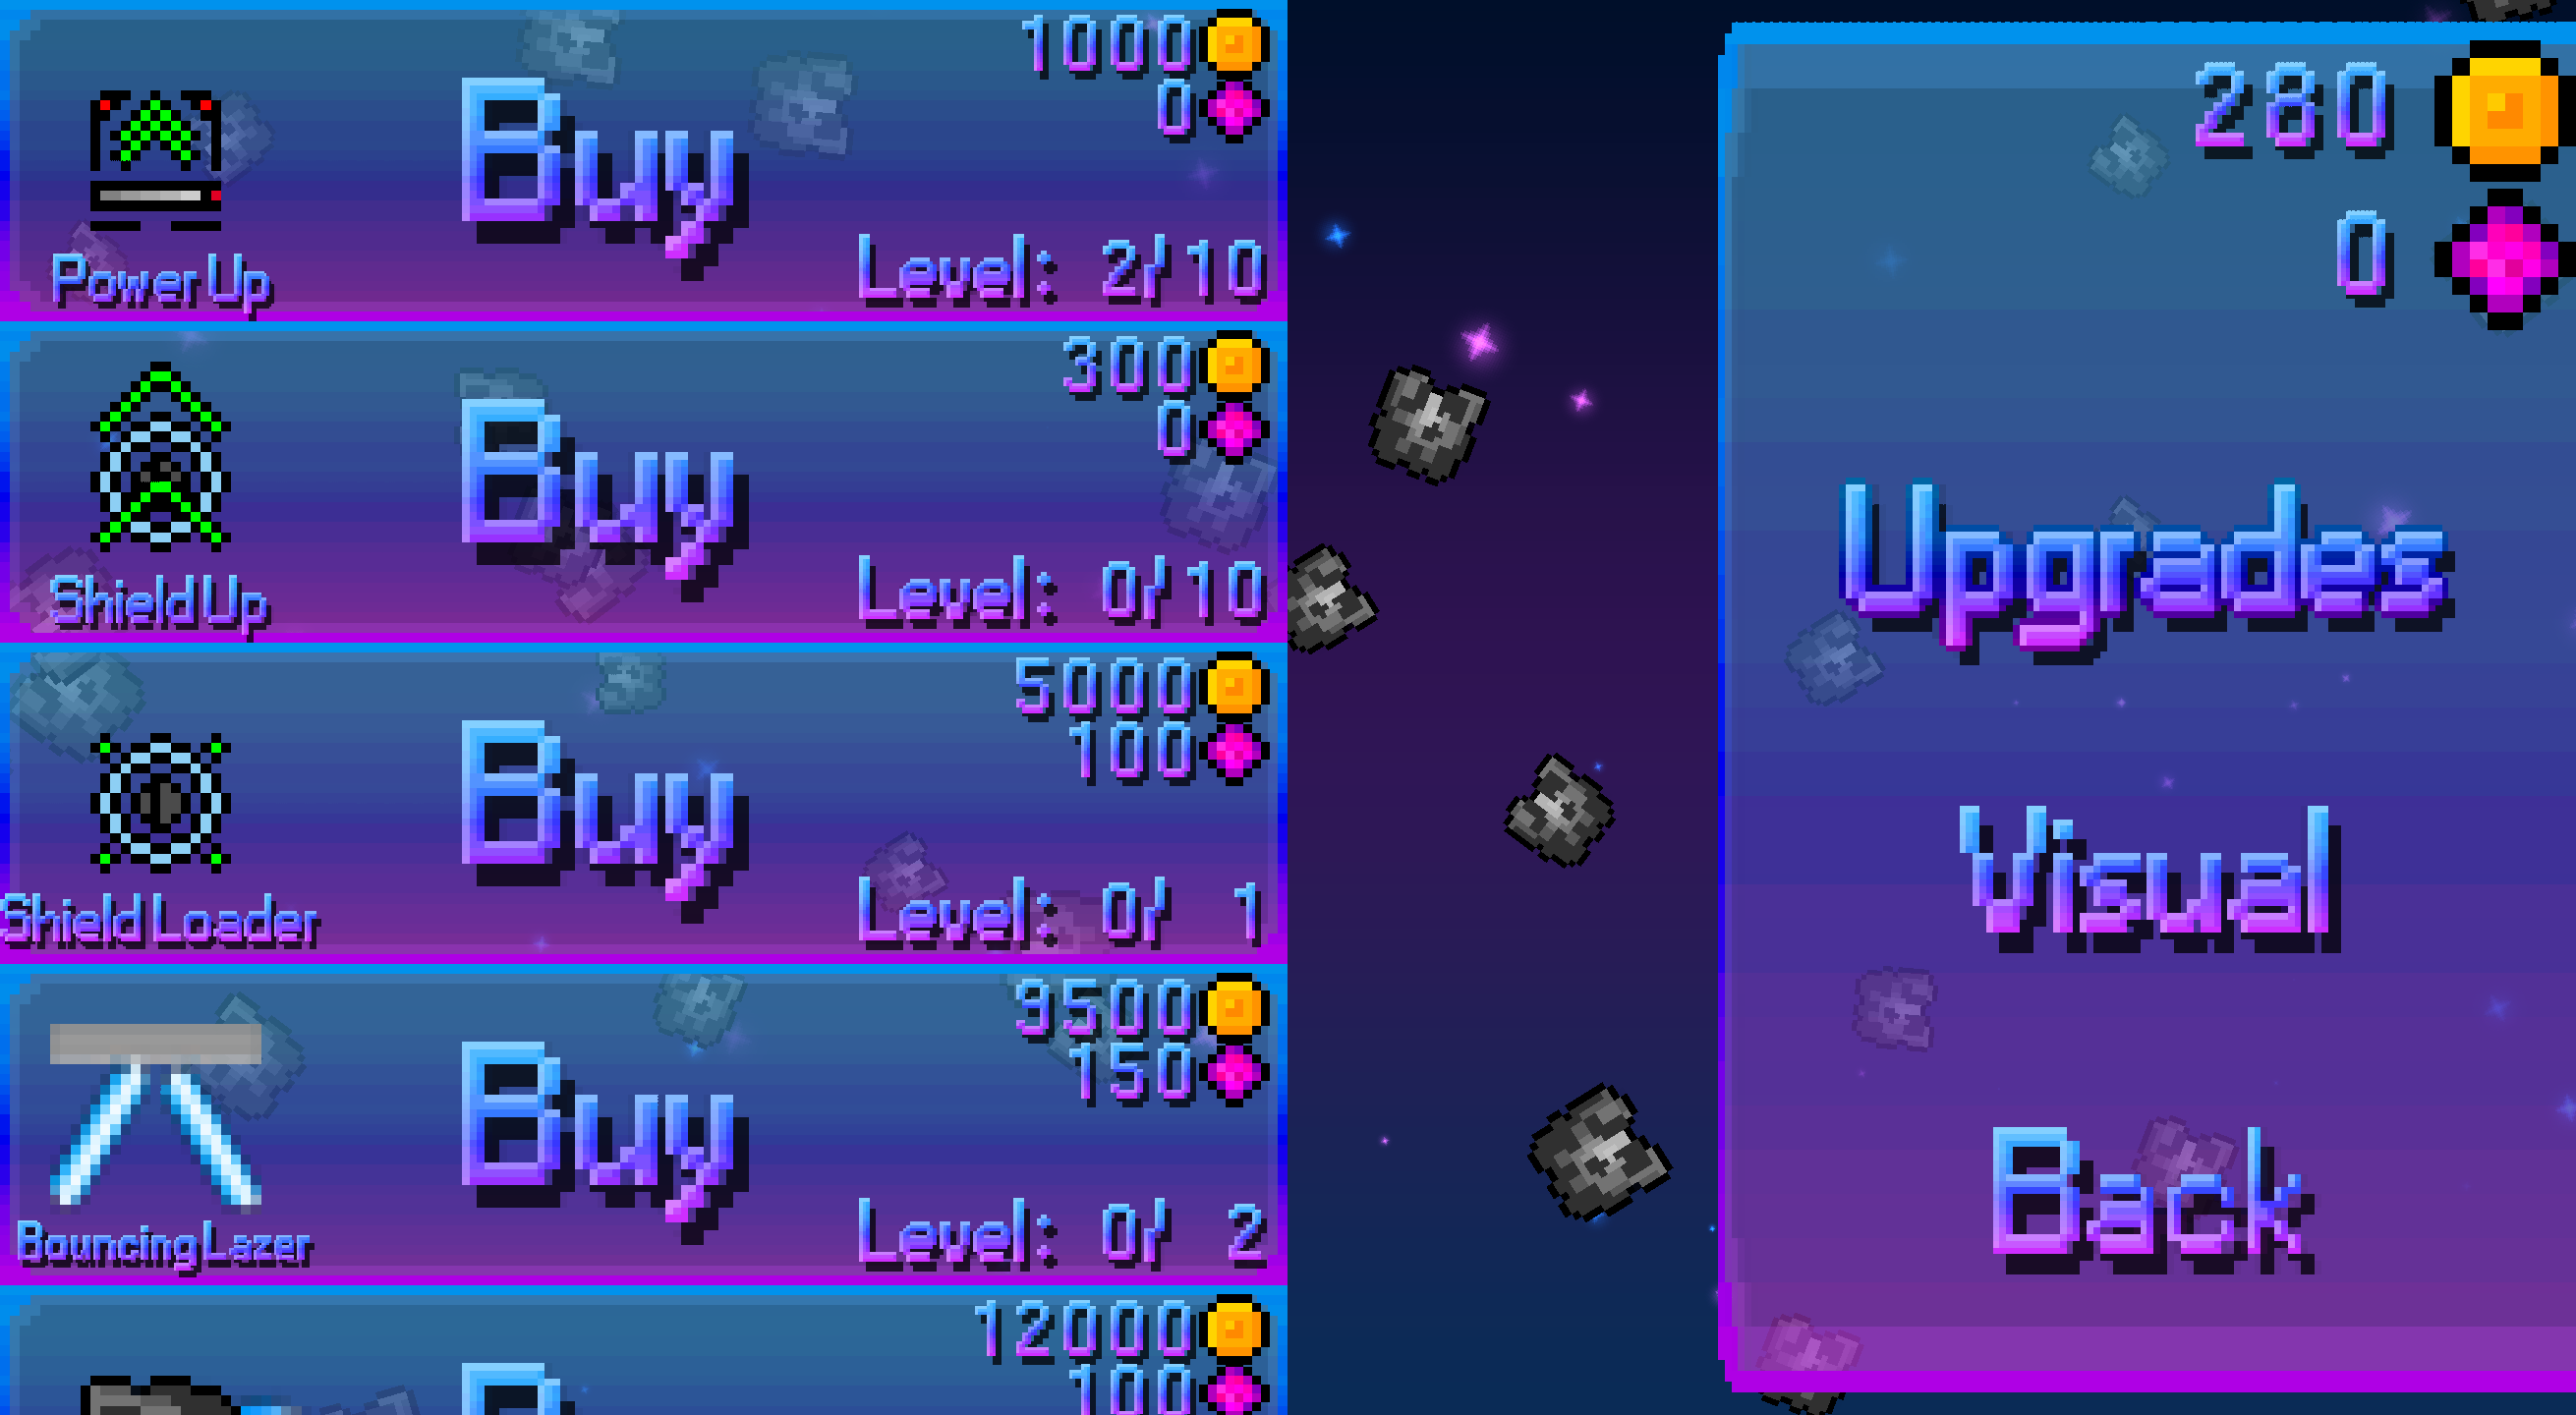 1000
0
Buy
Power Up
Level: 2/10
300
0
Buy
Shield Up
Level: 0/10
5000
100
Buy
Shield Loader
Level: 0/ 1
9500
150
Buy
Bouncing Lazer
Level: 0/ 2
12000
100
280
0
Upgrades
Visual
Back